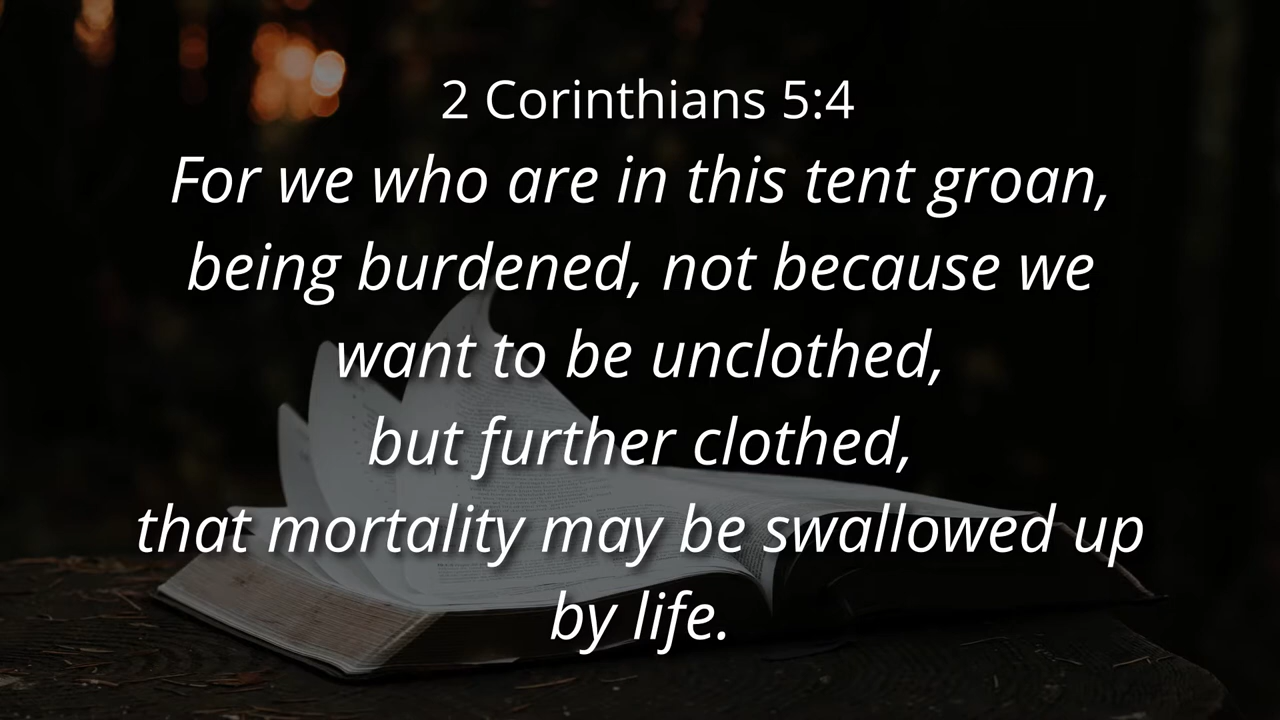 2 Corinthians 5:4
For we who are in this tent groan,
being burdened, not because we
want to be unclothed,
but further clothed,
that mortality may be swallowed up
by life.